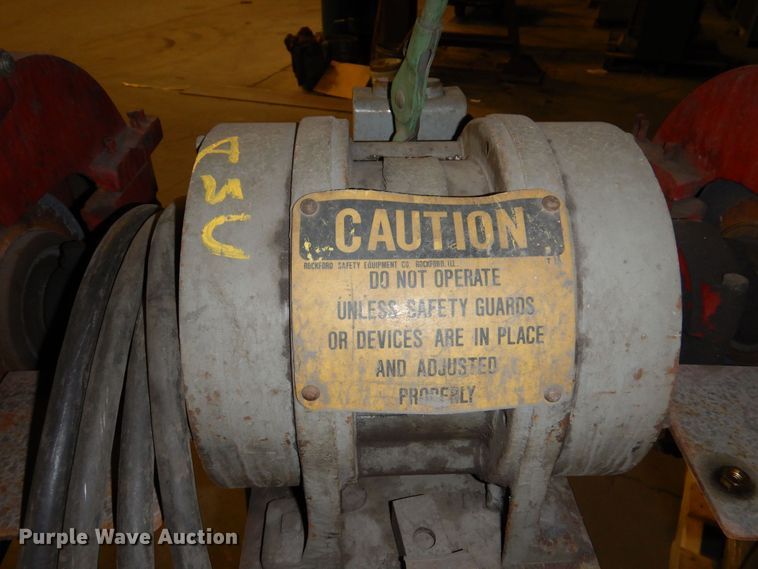 CAUTION
ROCKFORD SAFETY EQUIPMENT CO. ROCKFORD, ILL.
DO NOT OPERATE
UNLESS SAFETY GUARDS
OR DEVICES ARE IN PLACE
AND ADJUSTED
PROPERLY
Purple Wave Auction